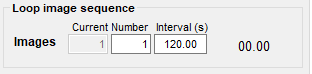 Loop image sequence
Current Number Interval (s)
Images 1 1 120.00 00.00